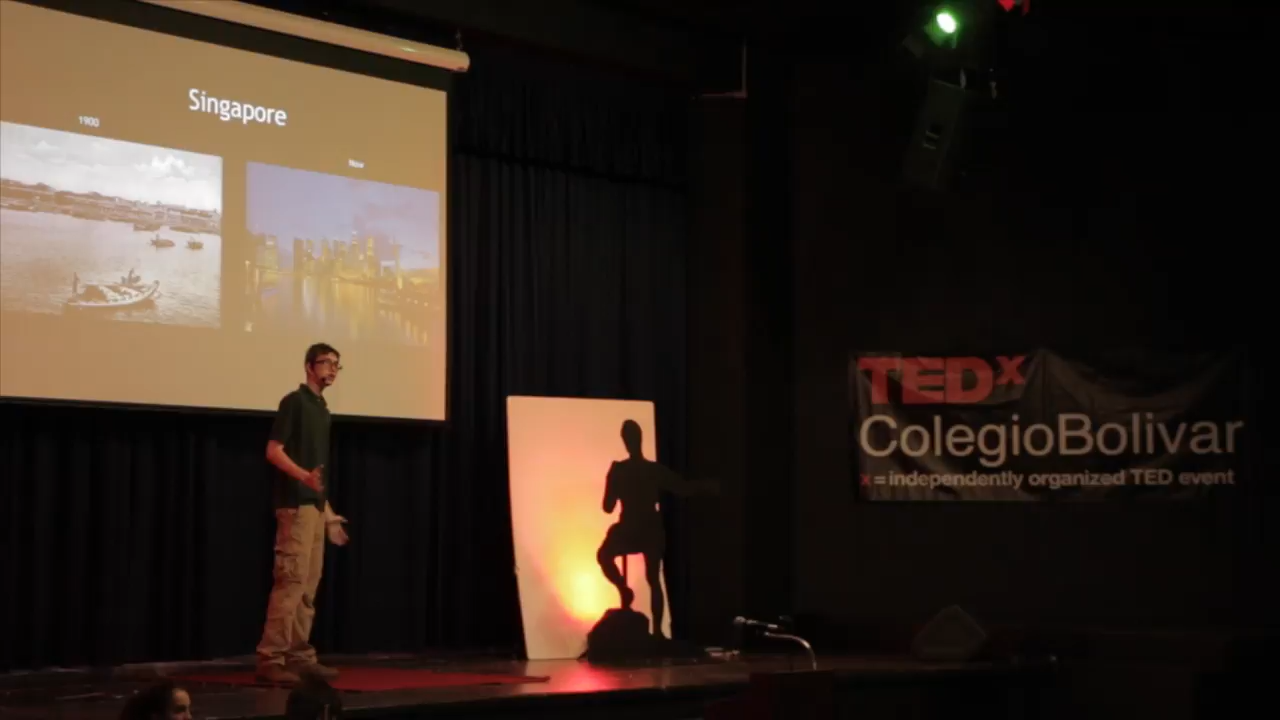 Singapore
1900
Now
TEDx
ColegioBolivar
x=independently organized TED event